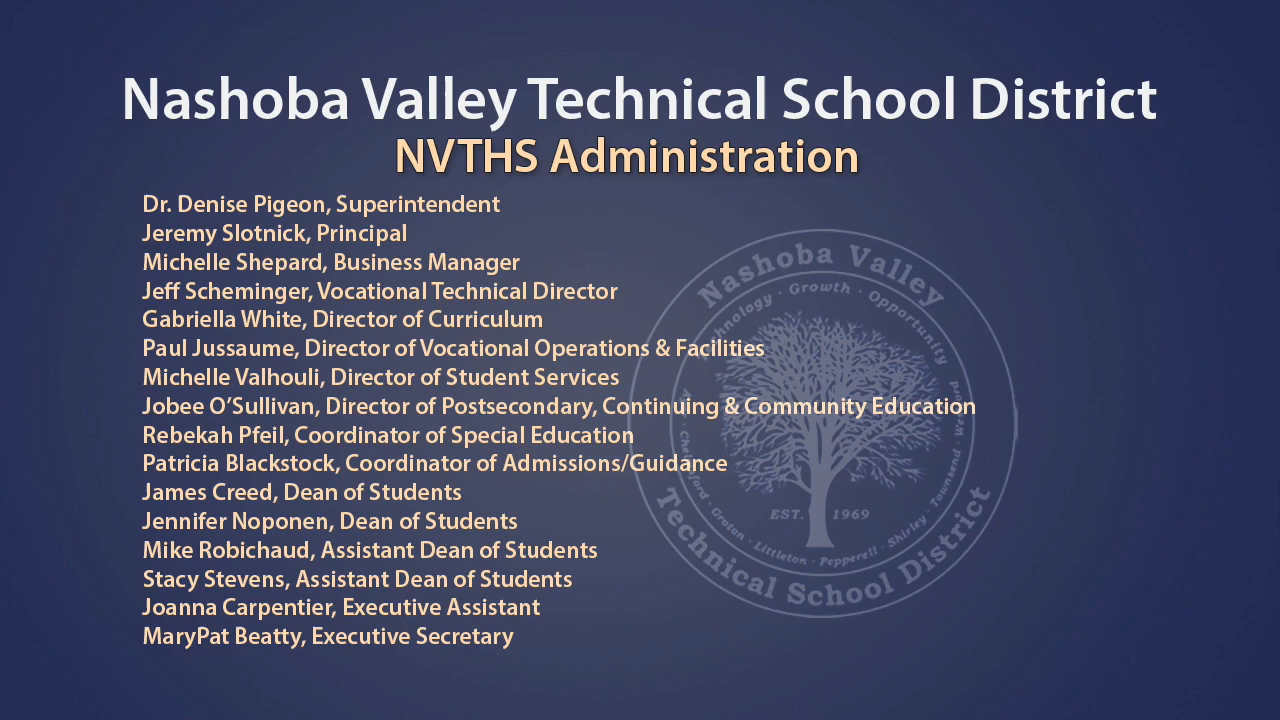 Nashoba Valley Technical School District
NVTHS Administration
Dr. Denise Pigeon, Superintendent
Jeremy Slotnick, Principal
Michelle Shepard, Business Manager
Jeff Scheminger, Vocational Technical Director
Gabriella White, Director of Curriculum
Paul Jussaume, Director of Vocational Operations & Facilities
Michelle Valhouli, Director of Student Services
Jobee O’Sullivan, Director of Postsecondary, Continuing & Community Education
Rebekah Pfeil, Coordinator of Special Education
Patricia Blackstock, Coordinator of Admissions/Guidance
James Creed, Dean of Students
Jennifer Noponen, Dean of Students
Mike Robichaud, Assistant Dean of Students
Stacy Stevens, Assistant Dean of Students
Joanna Carpentier, Executive Assistant
MaryPat Beatty, Executive Secretary
Nashoba Valley
· Growth · Opportunity
EST. 1969
· Groton · Littleton · Pepperell · Shirley · Townsend ·
Technical School District